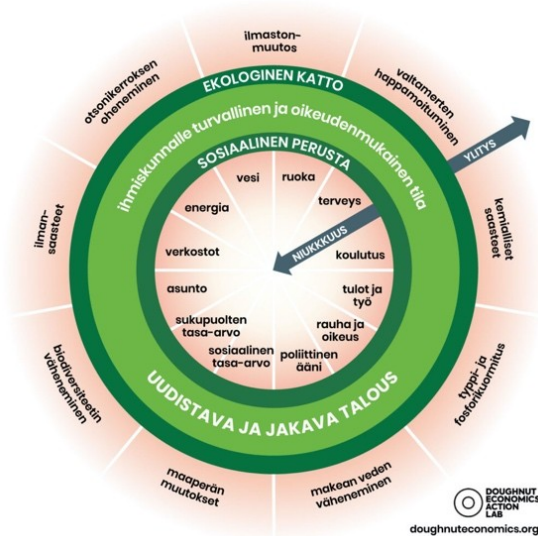 ilmaston-
muutos
valtamerten
happamoituminen
kemialliset
saasteet
typpi- ja
fosforikuormitus
makean veden
väheneminen
maaperän
muutokset
biodiversiteetin
väheneminen
ilman-
saasteet
otsonikerroksen
oheneminen
EKOLOGINEN KATTO
ihmiskunnalle turvallinen ja oikeudenmukainen tila
SOSIAALINEN PERUSTA
YLITYS
NIUKKKUUS
vesi
ruoka
terveys
koulutus
tulot ja
työ
rauha ja
oikeus
poliittinen
ääni
sosiaalinen
tasa-arvo
sukupuolten
tasa-arvo
asunto
verkostot
energia
UUDISTAVA JA JAKAVA TALOUS
DOUGHNUT
ECONOMICS
ACTION
LAB
doughnuteconomics.org